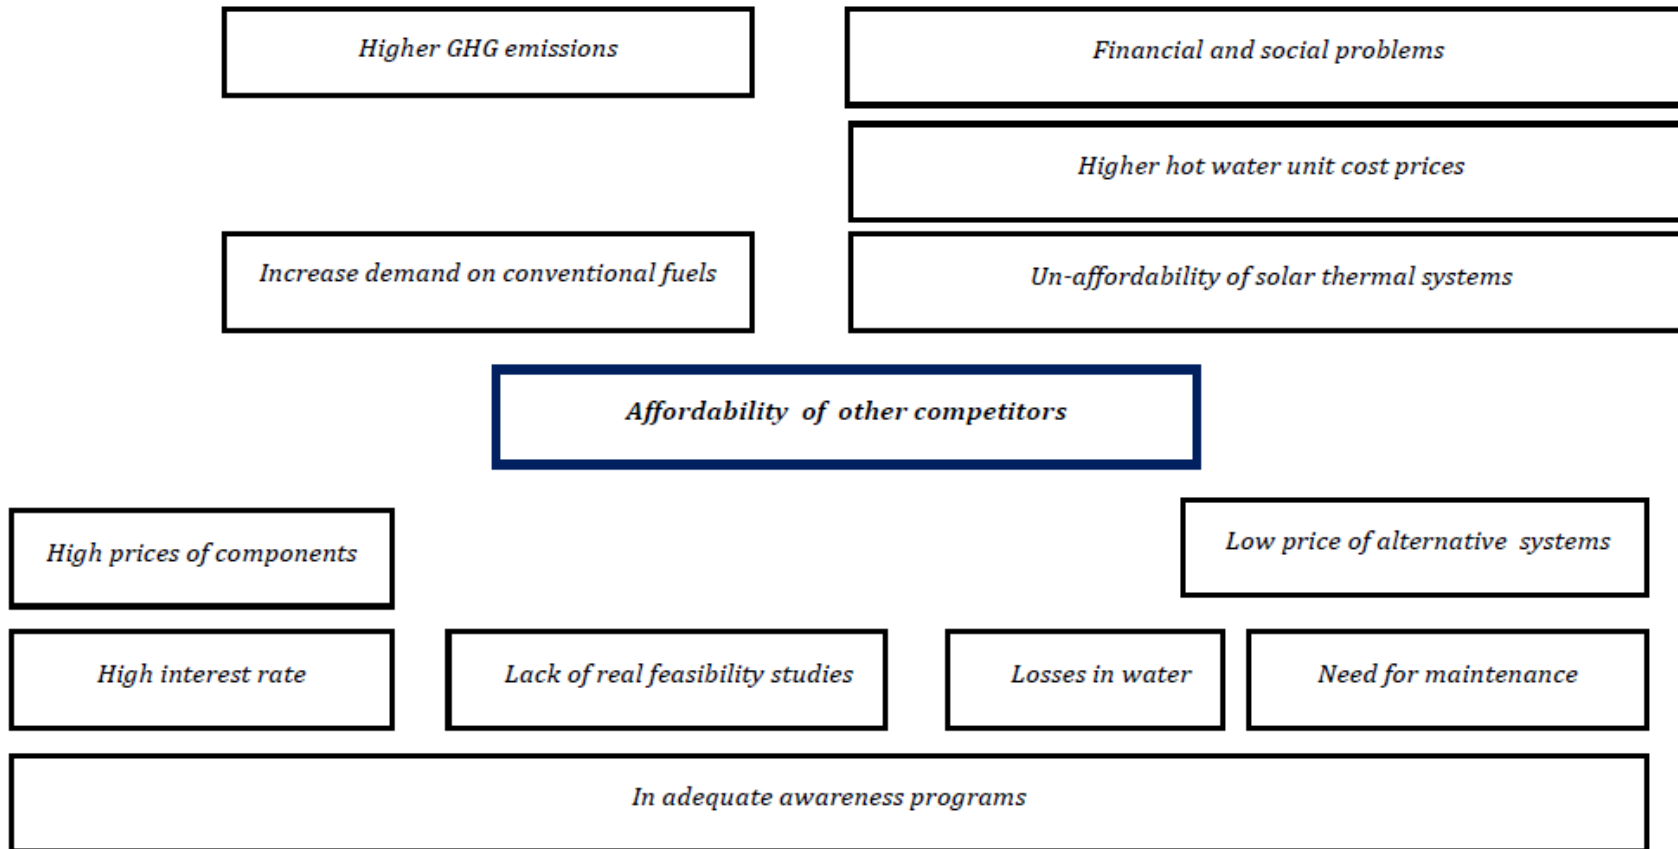 Higher GHG emissions
Financial and social problems
Higher hot water unit cost prices
Increase demand on conventional fuels
Un-affordability of solar thermal systems
Affordability of other competitors
High prices of components
Low price of alternative systems
High interest rate
Lack of real feasibility studies
Losses in water
Need for maintenance
In adequate awareness programs